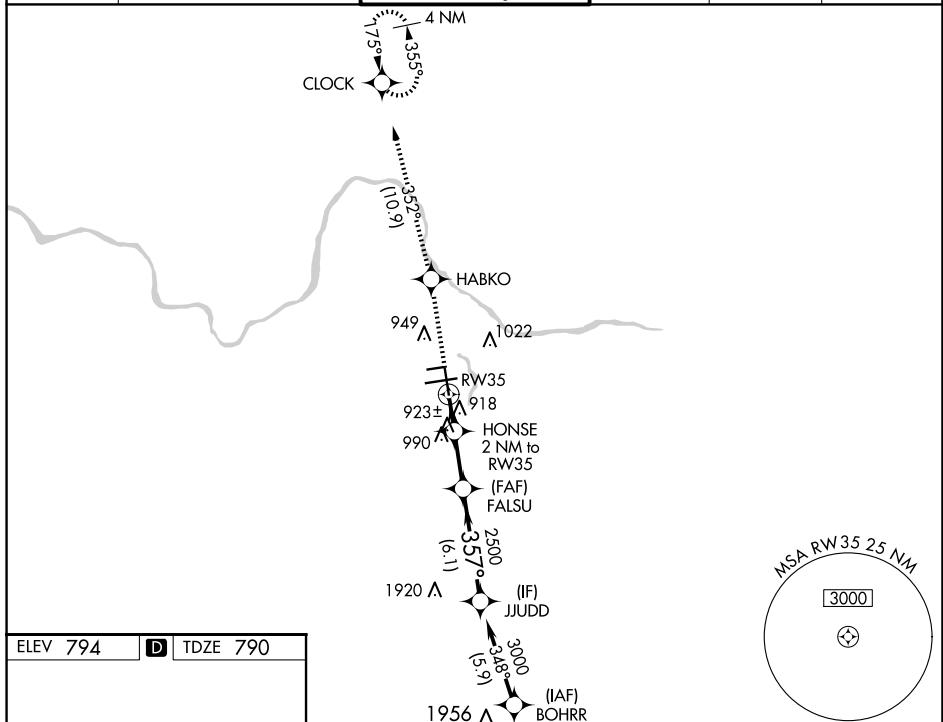 4 NM
175°
355°
CLOCK
352°
(10.9)
HABKO
949
1022
RW35
918
923±
990
HONSE
2 NM to
RW35
(FAF)
FALSU
2500
357°
(6.1)
1920
(IF)
JJUDD
3000
348°
(5.9)
(IAF)
BOHRR
1956
MSA RW35 25 NM
3000
ELEV 794 D TDZE 790